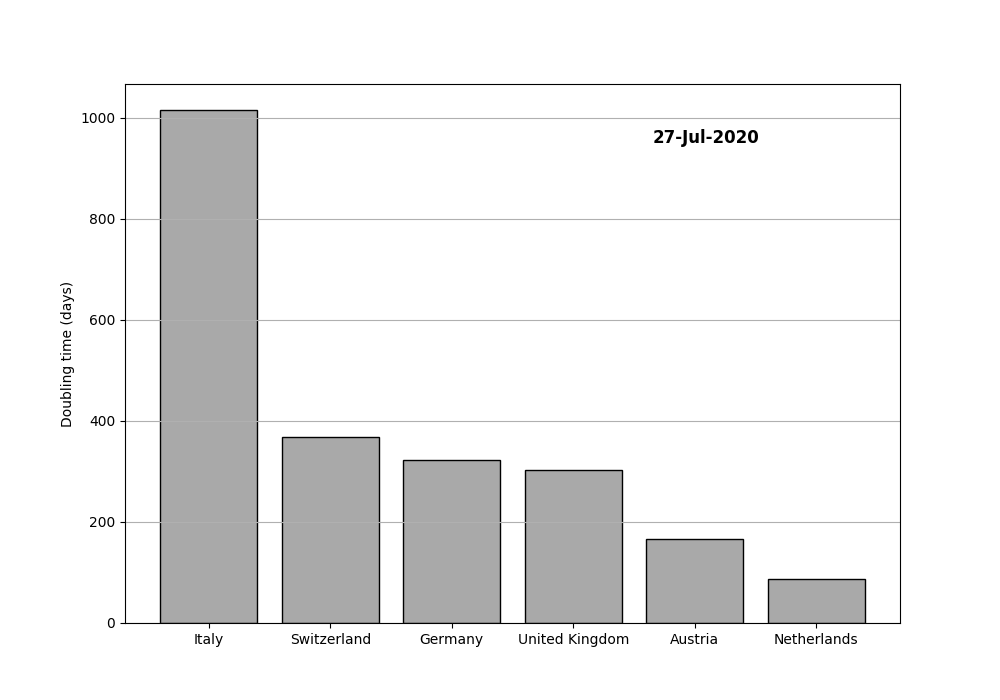 27-Jul-2020
Doubling time (days)
1000
800
600
400
200
0
Italy Switzerland Germany United Kingdom Austria Netherlands